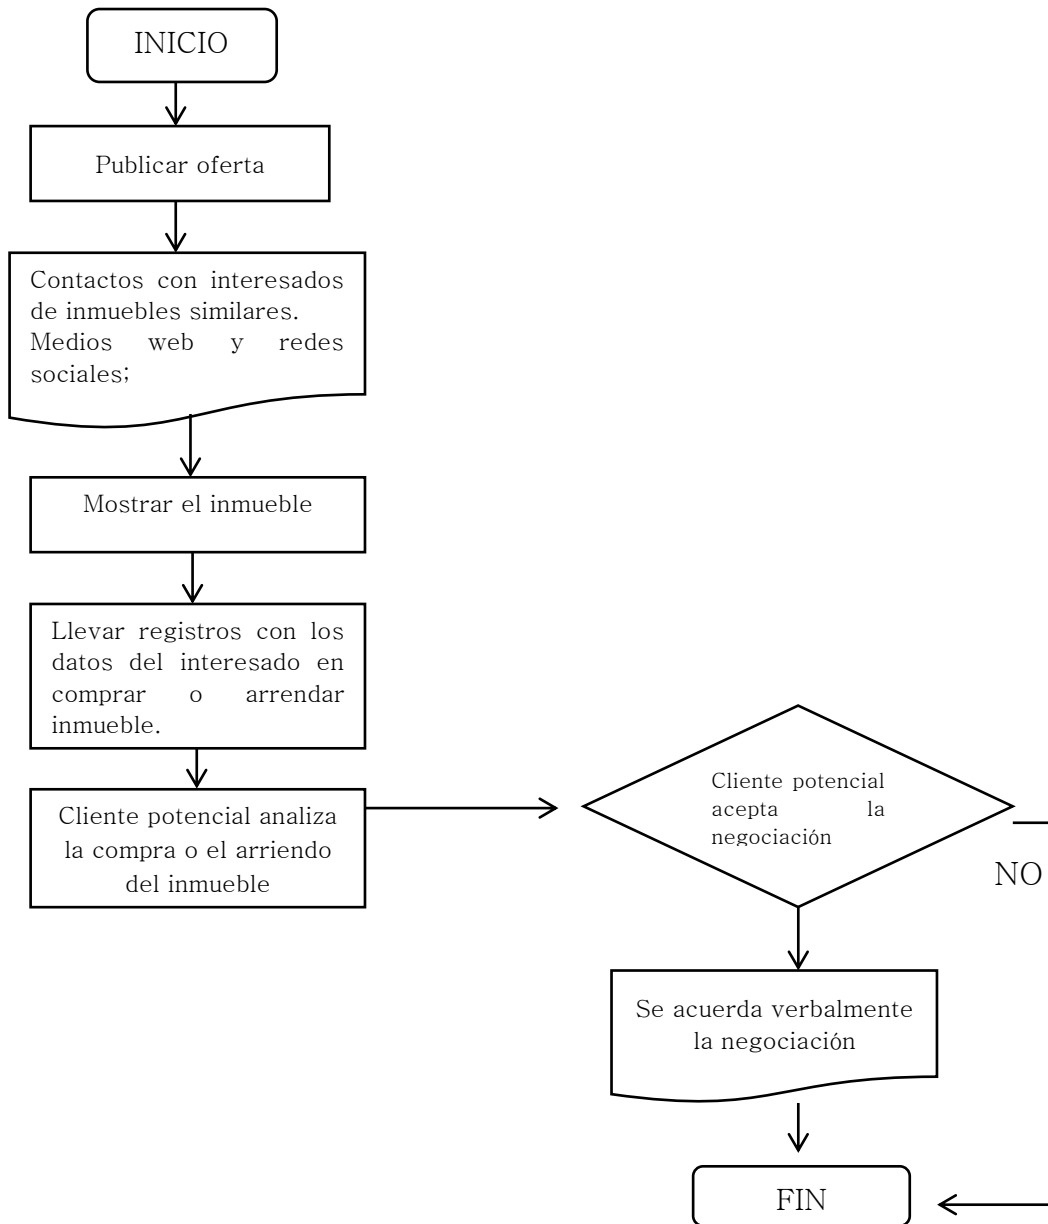 INICIO
Publicar oferta
Contactos con interesados
de inmuebles similares.
Medios web y redes
sociales;
Mostrar el inmueble
Llevar registros con los
datos del interesado en
comprar o arrendar
inmueble.
Cliente potencial analiza
la compra o el arriendo
del inmueble
Cliente potencial
acepta la
negociación
NO
Se acuerda verbalmente
la negociación
FIN